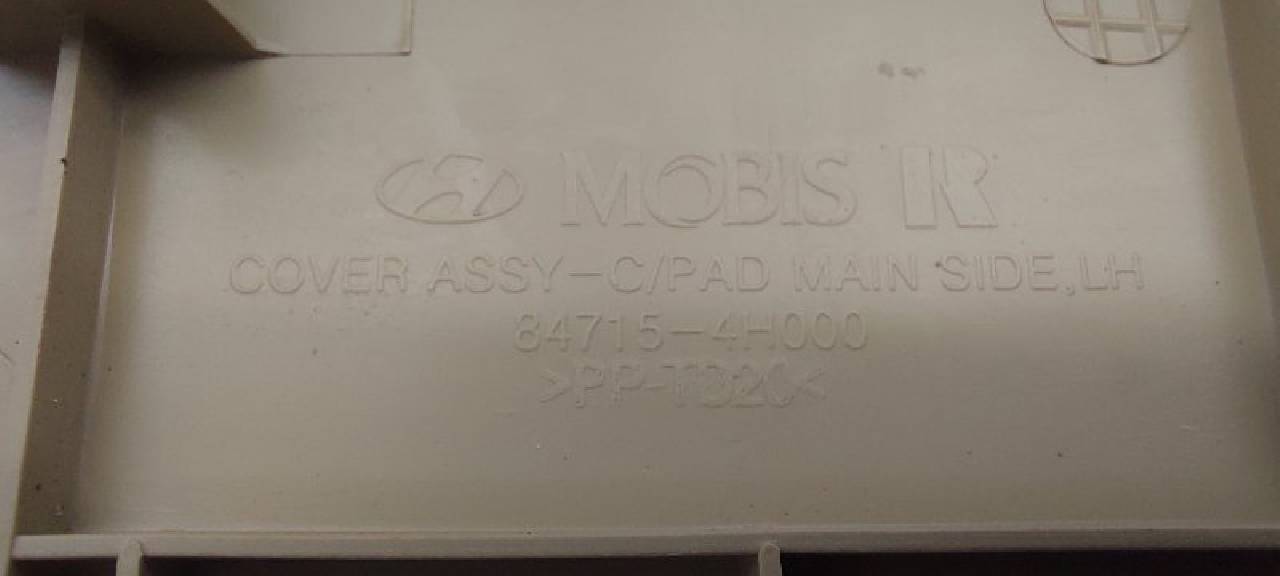 MOBIS R
COVER ASSY-C/PAD MAIN SIDE,LH
84715-4H000
>PP-TD20<